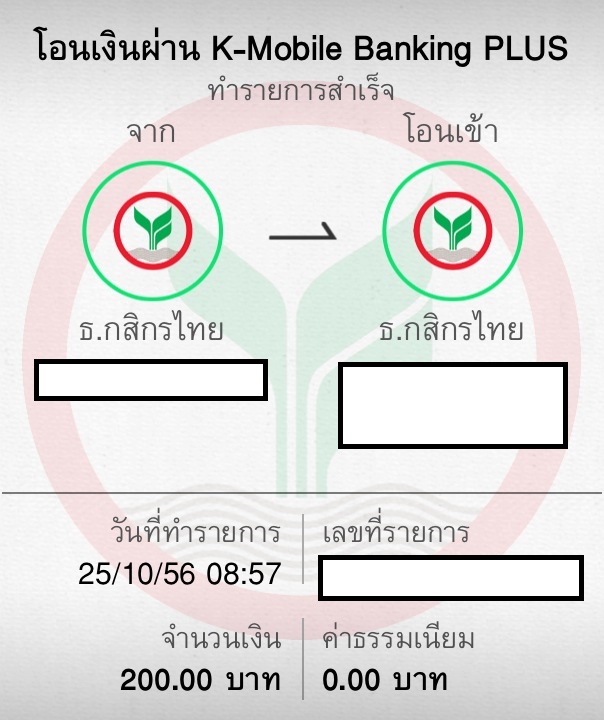 โอนเงินผ่าน K-Mobile Banking PLUS
ทำรายการสำเร็จ
จาก
โอนเข้า
ธ.กสิกรไทย
ธ.กสิกรไทย
วันที่ทำรายการ
เลขที่รายการ
25/10/56 08:57
จำนวนเงิน
ค่าธรรมเนียม
200.00 บาท
0.00 บาท